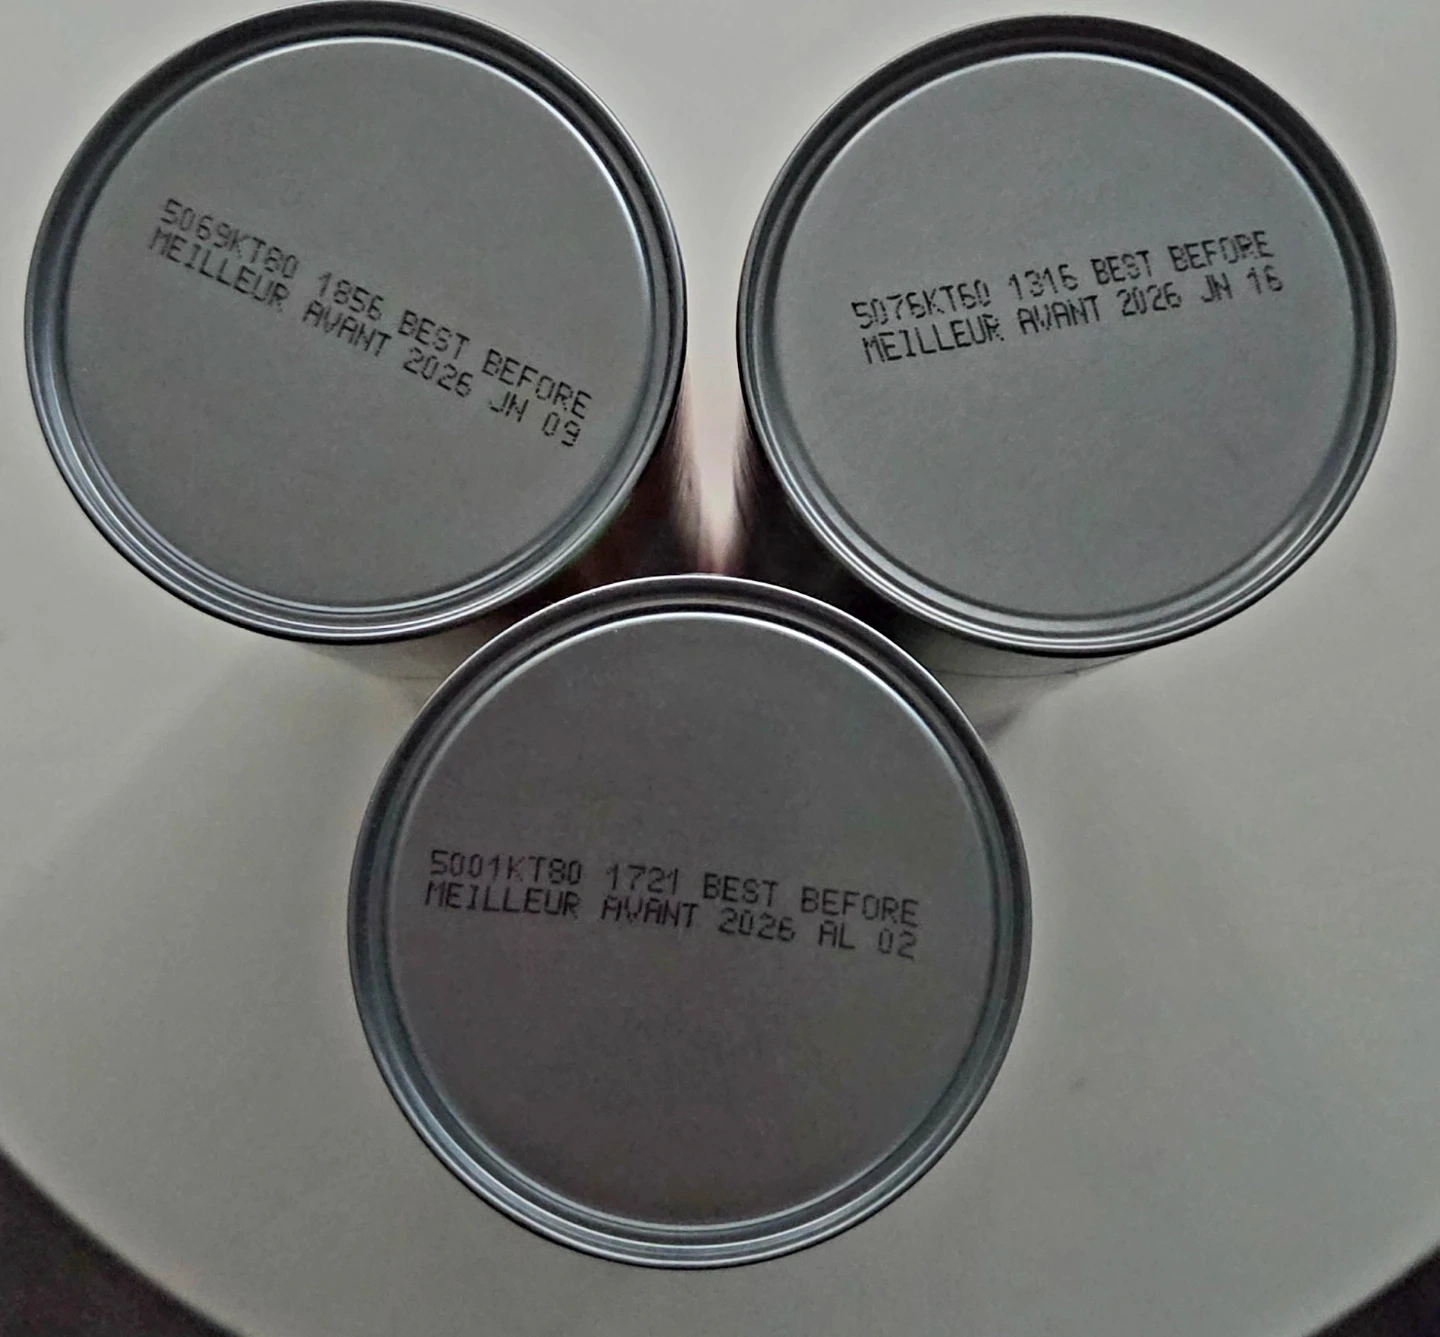 5069KT80 1856 BEST BEFORE
MEILLEUR AVANT 2026 JN 09
5076KT60 1316 BEST BEFORE
MEILLEUR AVANT 2026 JN 16
5001KT80 1721 BEST BEFORE
MEILLEUR AVANT 2026 AL 02